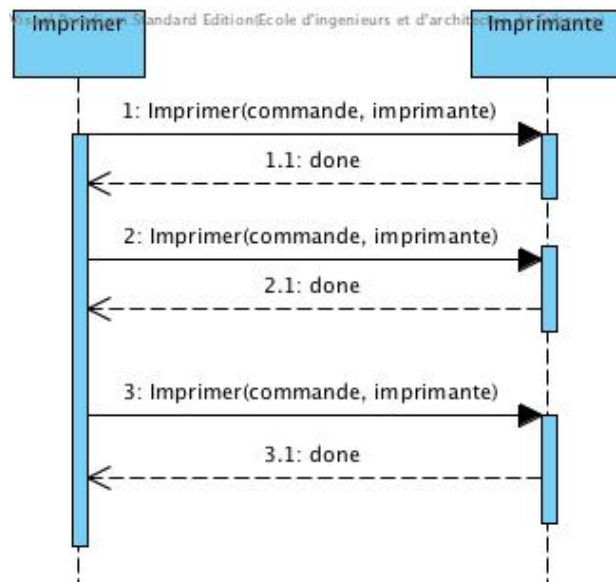 Standard Edition(Ecole d'ingenieurs et d'
Imprimer
Imprimante
1: Imprimer(commande, imprimante)
1.1: done
2: Imprimer(commande, imprimante)
2.1: done
3: Imprimer(commande, imprimante)
3.1: done